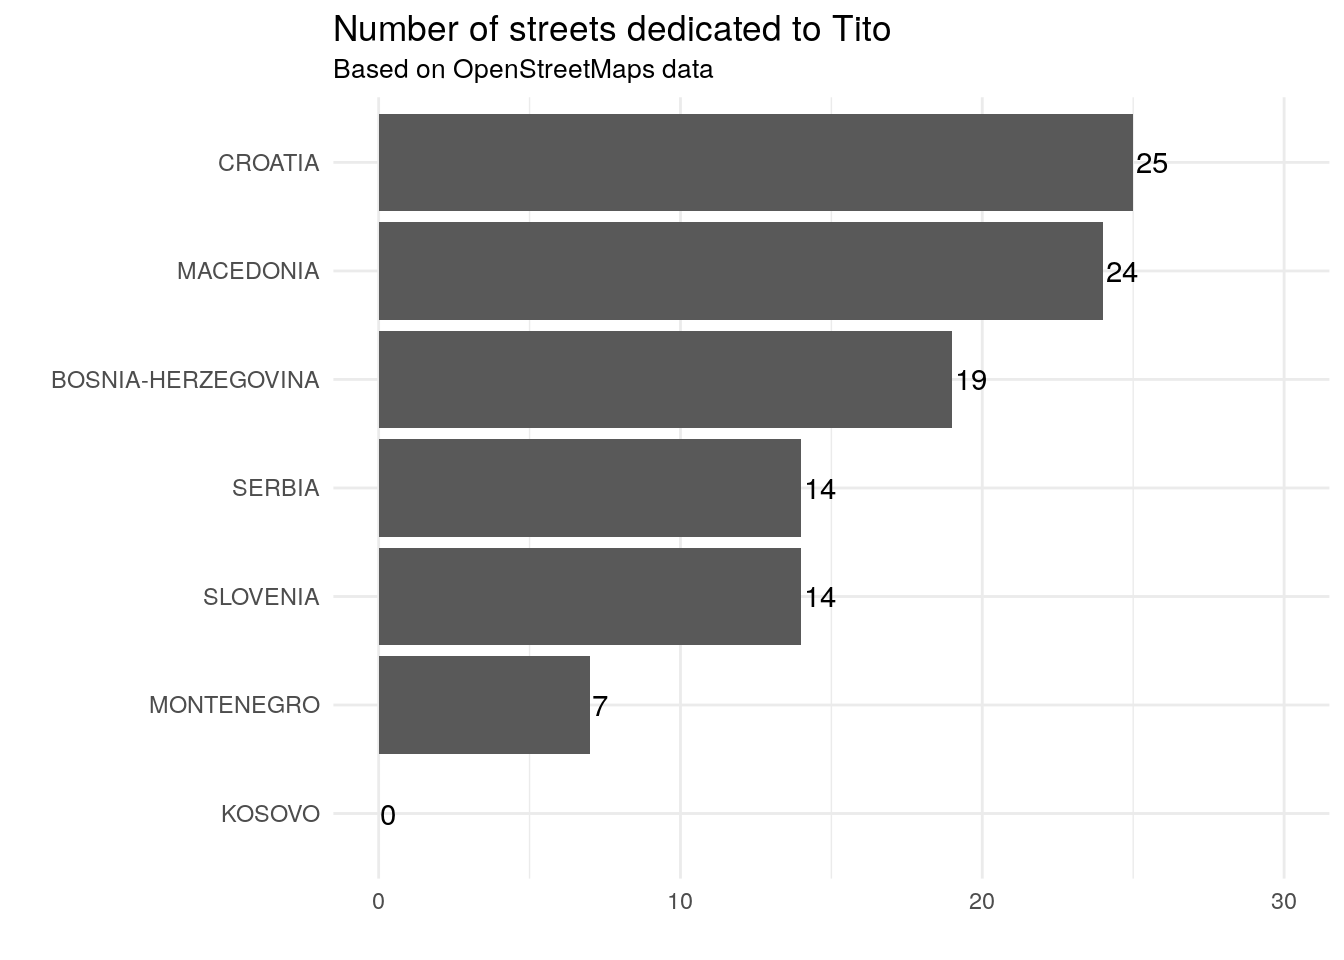 Number of streets dedicated to Tito
Based on OpenStreetMaps data
CROATIA 25
MACEDONIA 24
BOSNIA-HERZEGOVINA 19
SERBIA 14
SLOVENIA 14
MONTENEGRO 7
KOSOVO 0
0 10 20 30